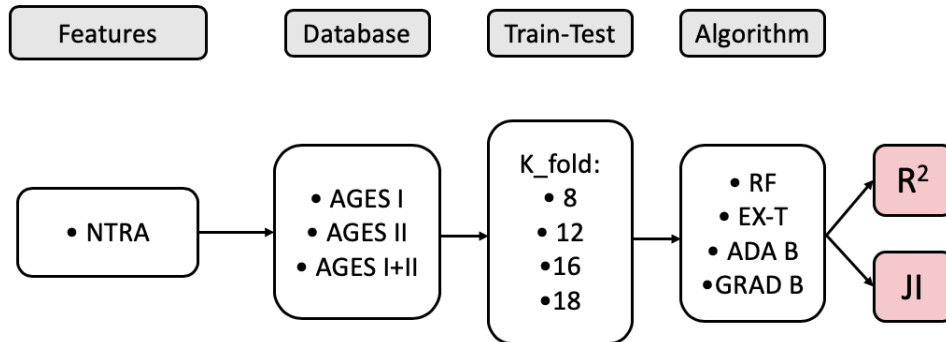 Features
Database
Train-Test
Algorithm
• NTRA
• AGES I
• AGES II
• AGES I+II
K_fold:
• 8
• 12
•16
•18
• RF
• EX-T
• ADA B
•GRAD B
R²
JI